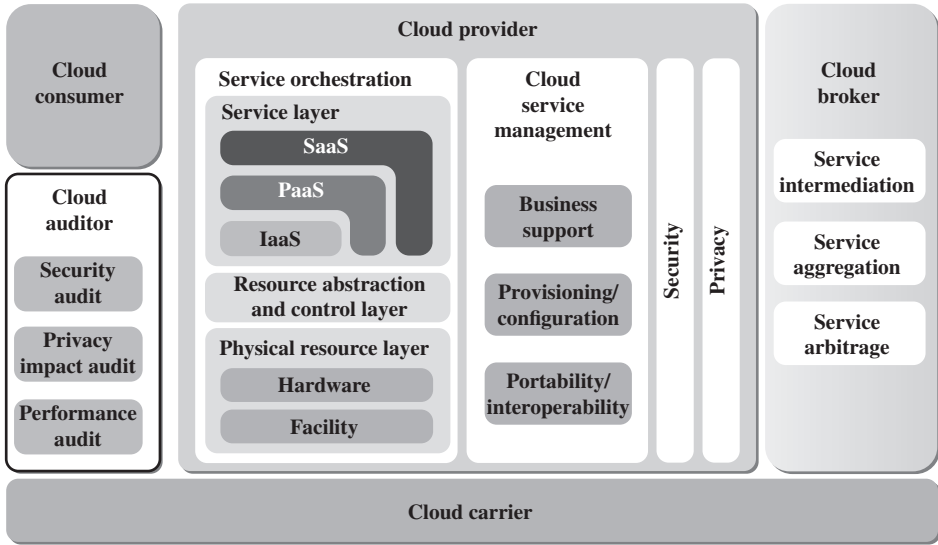 Cloud
consumer
Cloud
auditor
Security
audit
Privacy
impact audit
Performance
audit
Cloud provider
Service orchestration
Service layer
SaaS
PaaS
IaaS
Resource abstraction
and control layer
Physical resource layer
Hardware
Facility
Cloud
service
management
Business
support
Provisioning/
configuration
Portability/
interoperability
Security
Privacy
Cloud
broker
Service
intermediation
Service
aggregation
Service
arbitrage
Cloud carrier